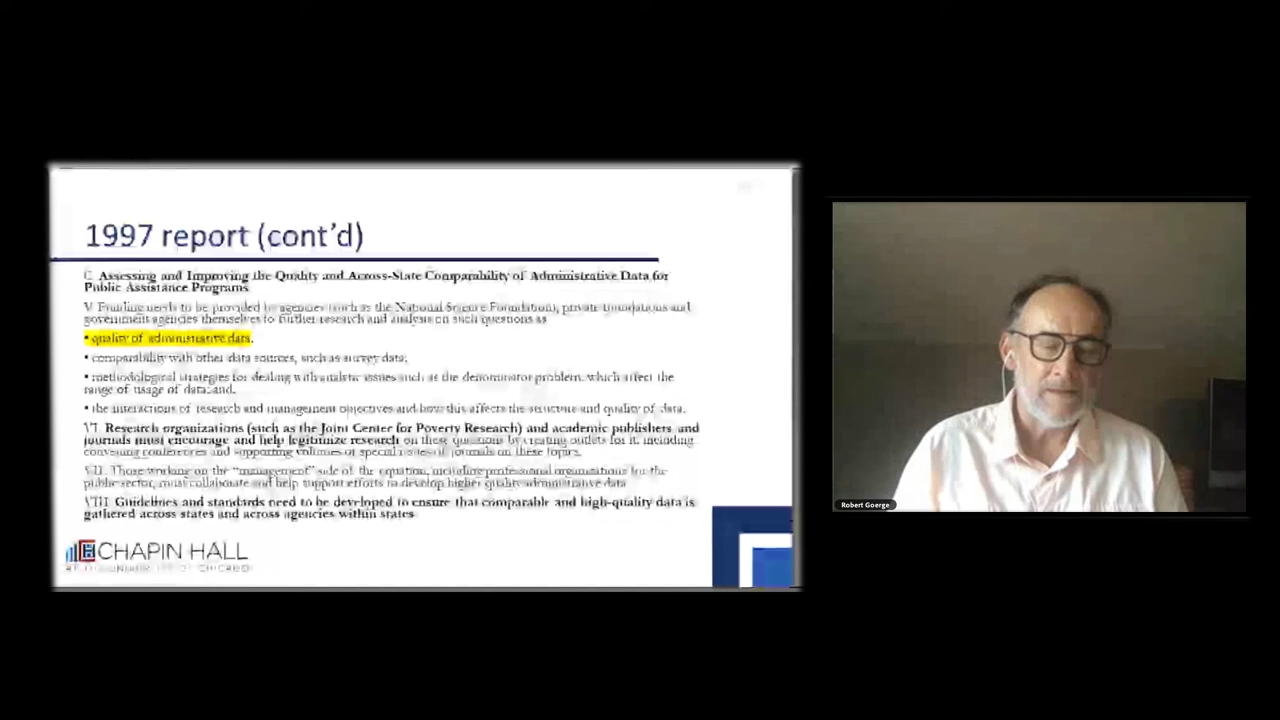 1997 report (cont'd)
C. Assessing and Improving the Quality and Across-State Comparability of Administrative Data for
Public Assistance Programs
V. Funding needs to be provided by agencies (such as the National Science Foundation), private foundations and
government agencies themselves to further research and analysis on such questions as
• quality of administrative data,
• comparability with other data sources, such as survey data;
• methodological strategies for dealing with analytic issues such as the denominator problem, which affect the
range of usage of data; and,
• the interactions of research and management objectives and how this affects the structure and quality of data.
VI. Research organizations (such as the Joint Center for Poverty Research) and academic publishers and
journals must encourage and help legitimize research on these questions by creating outlets for it, including
convening conferences and supporting volumes or special issues of journals on these topics.
VII. Those working on the "management" side of the equation, including professional organizations for the
public sector, must collaborate and help support efforts to develop higher quality administrative data
VIII. Guidelines and standards need to be developed to ensure that comparable and high-quality data is
gathered across states and across agencies within states
CHAPIN HALL
AT THE UNIVERSITY OF CHICAGO
Robert Goerge